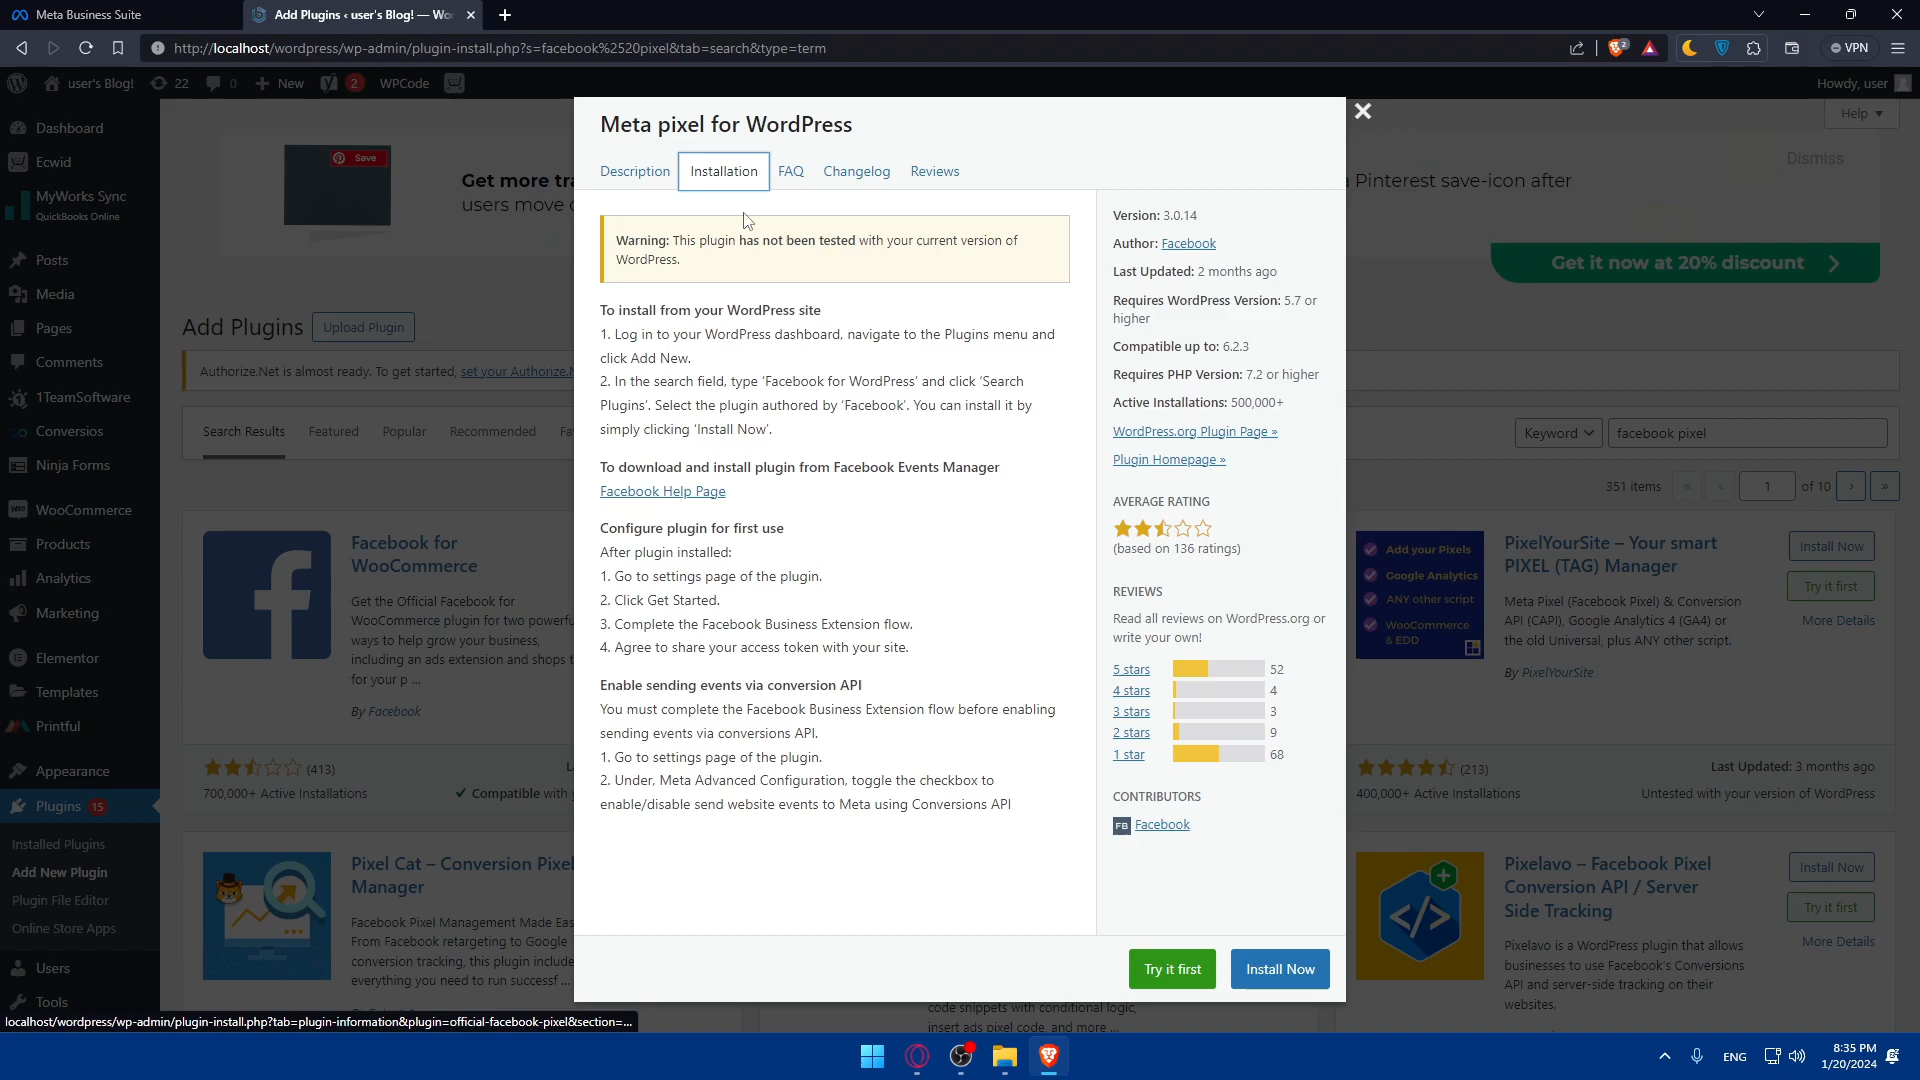 Meta Business Suite
Add Plugins ‹ user's Blog! — Wo
http://localhost/wordpress/wp-admin/plugin-install.php?s=facebook%2520pixel&tab=search&type=term
2
VPN
user's Blog!
22
0
New
2
WPCode
Howdy, user
Help
Dashboard
Ecwid
MyWorks Sync
QuickBooks Online
Posts
Media
Pages
Comments
1TeamSoftware
Conversios
Ninja Forms
WooCommerce
Products
Analytics
Marketing
Elementor
Templates
Printful
Appearance
Plugins 15
Installed Plugins
Add New Plugin
Plugin File Editor
Online Store Apps
Users
Tools
Save
Get more tra
users move c
Pinterest save-icon after
Dismiss
Get it now at 20% discount
Add Plugins
Upload Plugin
Authorize.Net is almost ready. To get started, set your Authorize.N
Search Results
Featured
Popular
Recommended
Fa
Keyword
facebook pixel
351 items
«
‹
1
of 10
›
»
Facebook for
WooCommerce
Get the Official Facebook for
WooCommerce plugin for two powerfu
ways to help grow your business,
including an ads extension and shops t
for your p ...
By Facebook
(413)
700,000+ Active Installations
Compatible with y
Pixel Cat – Conversion Pixel
Manager
Facebook Pixel Management Made Eas
From Facebook retargeting to Google
conversion tracking, this plugin include
everything you need to run successf ...
Meta pixel for WordPress
Description
Installation
FAQ
Changelog
Reviews
Warning: This plugin has not been tested with your current version of
WordPress.
To install from your WordPress site
1. Log in to your WordPress dashboard, navigate to the Plugins menu and
click Add New.
2. In the search field, type ‘Facebook for WordPress’ and click ‘Search
Plugins’. Select the plugin authored by ‘Facebook’. You can install it by
simply clicking ‘Install Now’.
To download and install plugin from Facebook Events Manager
Facebook Help Page
Configure plugin for first use
After plugin installed:
1. Go to settings page of the plugin.
2. Click Get Started.
3. Complete the Facebook Business Extension flow.
4. Agree to share your access token with your site.
Enable sending events via conversion API
You must complete the Facebook Business Extension flow before enabling
sending events via conversions API.
1. Go to settings page of the plugin.
2. Under, Meta Advanced Configuration, toggle the checkbox to
enable/disable send website events to Meta using Conversions API
Version: 3.0.14
Author: Facebook
Last Updated: 2 months ago
Requires WordPress Version: 5.7 or
higher
Compatible up to: 6.2.3
Requires PHP Version: 7.2 or higher
Active Installations: 500,000+
WordPress.org Plugin Page »
Plugin Homepage »
AVERAGE RATING
(based on 136 ratings)
REVIEWS
Read all reviews on WordPress.org or
write your own!
5 stars 52
4 stars 4
3 stars 3
2 stars 9
1 star 68
CONTRIBUTORS
FB Facebook
Try it first
Install Now
code snippets with conditional logic,
insert ads pixel code, and more ...
Add your Pixels
Google Analytics
ANY other script
WooCommerce
& EDD
PixelYourSite – Your smart
PIXEL (TAG) Manager
Install Now
Try it first
More Details
Meta Pixel (Facebook Pixel) & Conversion
API (CAPI), Google Analytics 4 (GA4) or
the old Universal, plus ANY other script.
By PixelYourSite
(213)
400,000+ Active Installations
Last Updated: 3 months ago
Untested with your version of WordPress
Pixelavo – Facebook Pixel
Conversion API / Server
Side Tracking
Install Now
Try it first
More Details
Pixelavo is a WordPress plugin that allows
businesses to use Facebook's Conversions
API and server-side tracking on their
websites.
localhost/wordpress/wp-admin/plugin-install.php?tab=plugin-information&plugin=official-facebook-pixel&section=...
ENG
8:35 PM
1/20/2024